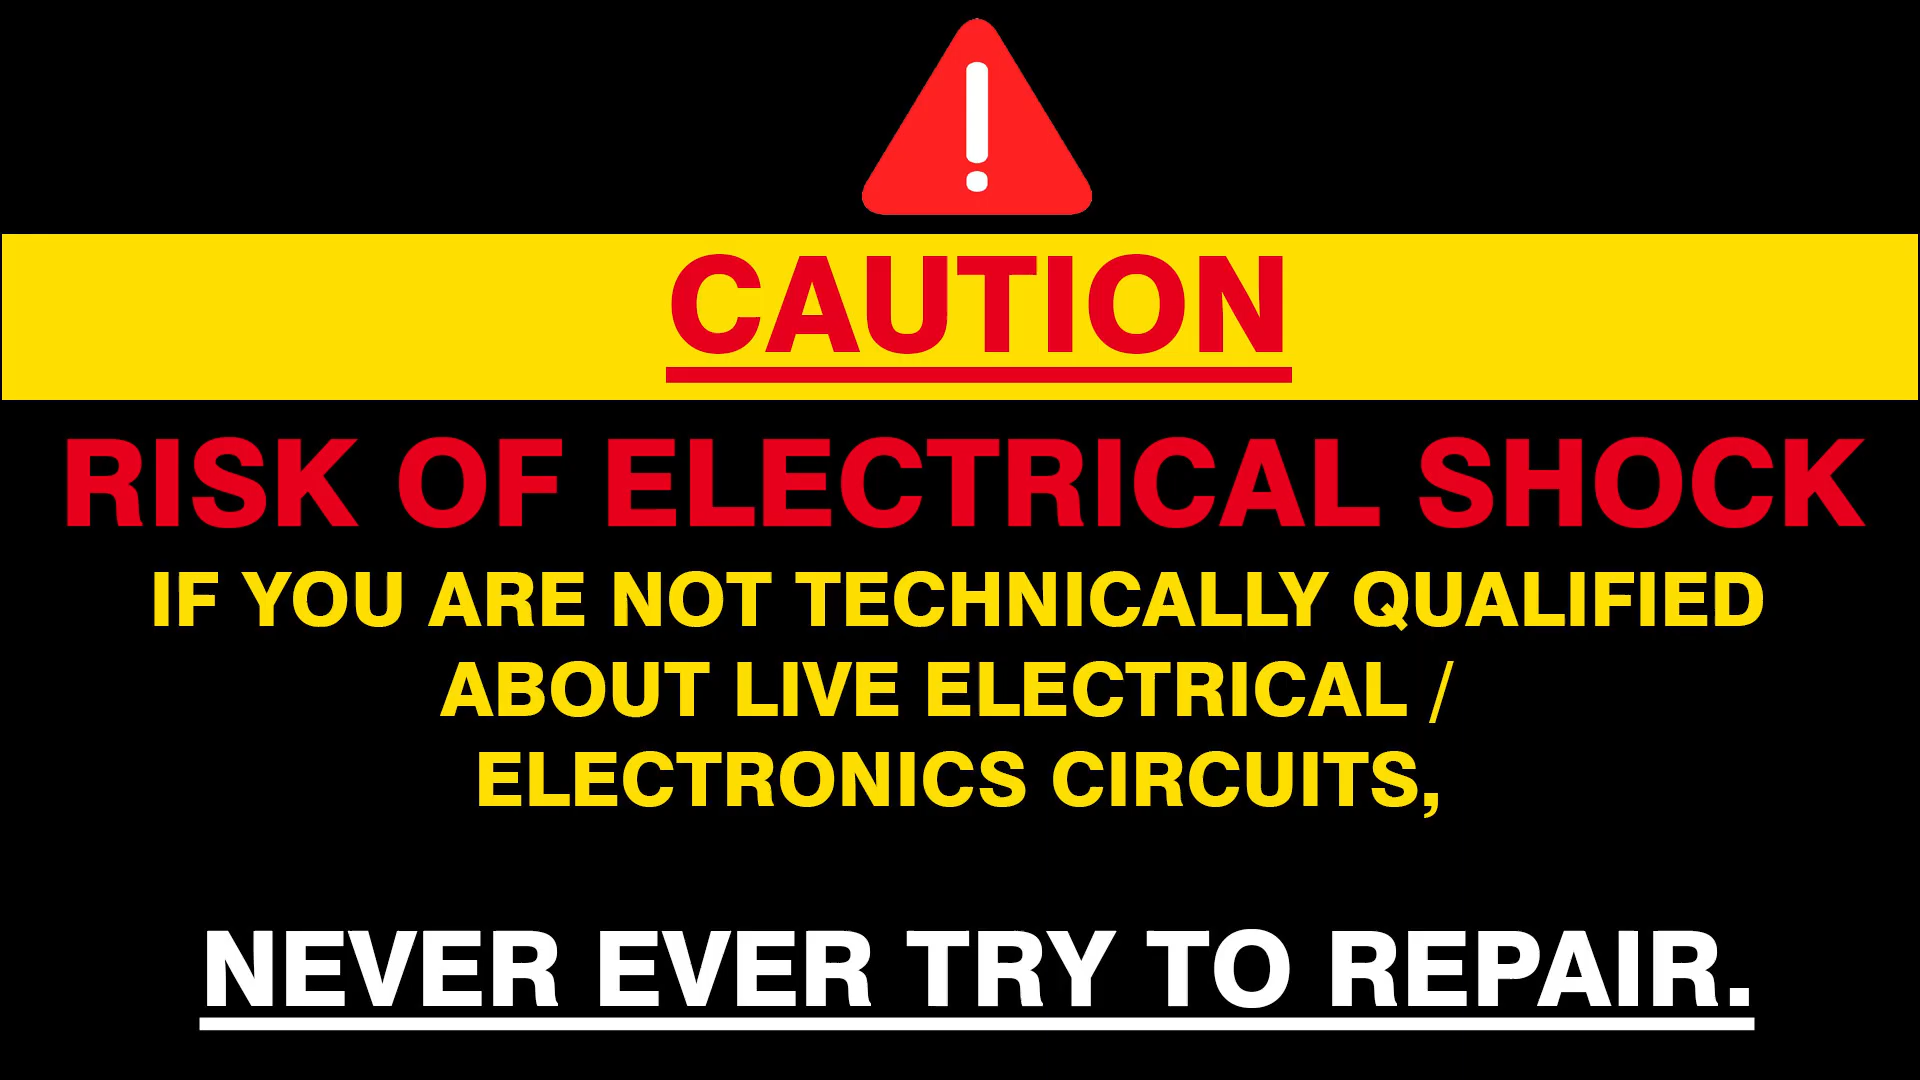 CAUTION
RISK OF ELECTRICAL SHOCK
IF YOU ARE NOT TECHNICALLY QUALIFIED
ABOUT LIVE ELECTRICAL /
ELECTRONICS CIRCUITS,
NEVER EVER TRY TO REPAIR.